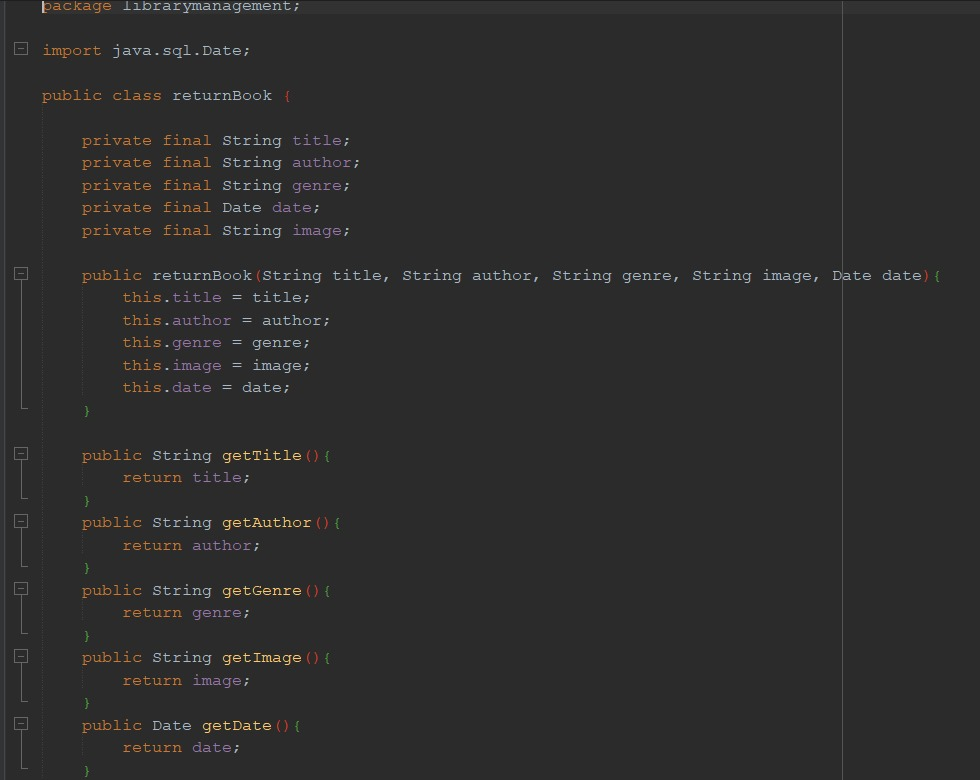 package librarymanagement;
import java.sql.Date;
public class returnBook {
private final String title;
private final String author;
private final String genre;
private final Date date;
private final String image;
public returnBook(String title, String author, String genre, String image, Date date){
this.title = title;
this.author = author;
this.genre = genre;
this.image = image;
this.date = date;
}
public String getTitle(){
return title;
}
public String getAuthor(){
return author;
}
public String getGenre(){
return genre;
}
public String getImage(){
return image;
}
public Date getDate(){
return date;
}